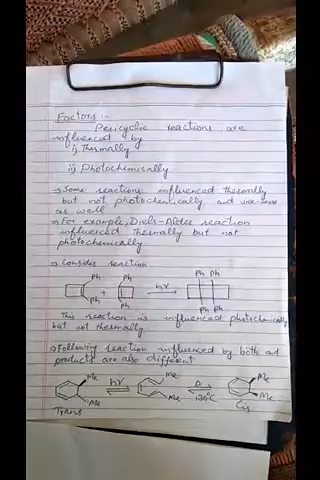 Factors :-
Pericyclic reactions are
influenced by
i) Thermally
ii) Photochemically
→ Some reactions influenced thermally
but not photochemically and vice-versa
as well
→ For example, Diels-Alder reaction
influenced thermally but not
photochemically
→ Consider reaction
Ph Ph Ph Ph
+ hν
Ph Ph Ph Ph
This reaction is influenced photochemically
but not thermally
→ Following reaction influenced by both and
products are also different
Me Me Me
hν Δ
Me Me 130°C Me
Trans Cis